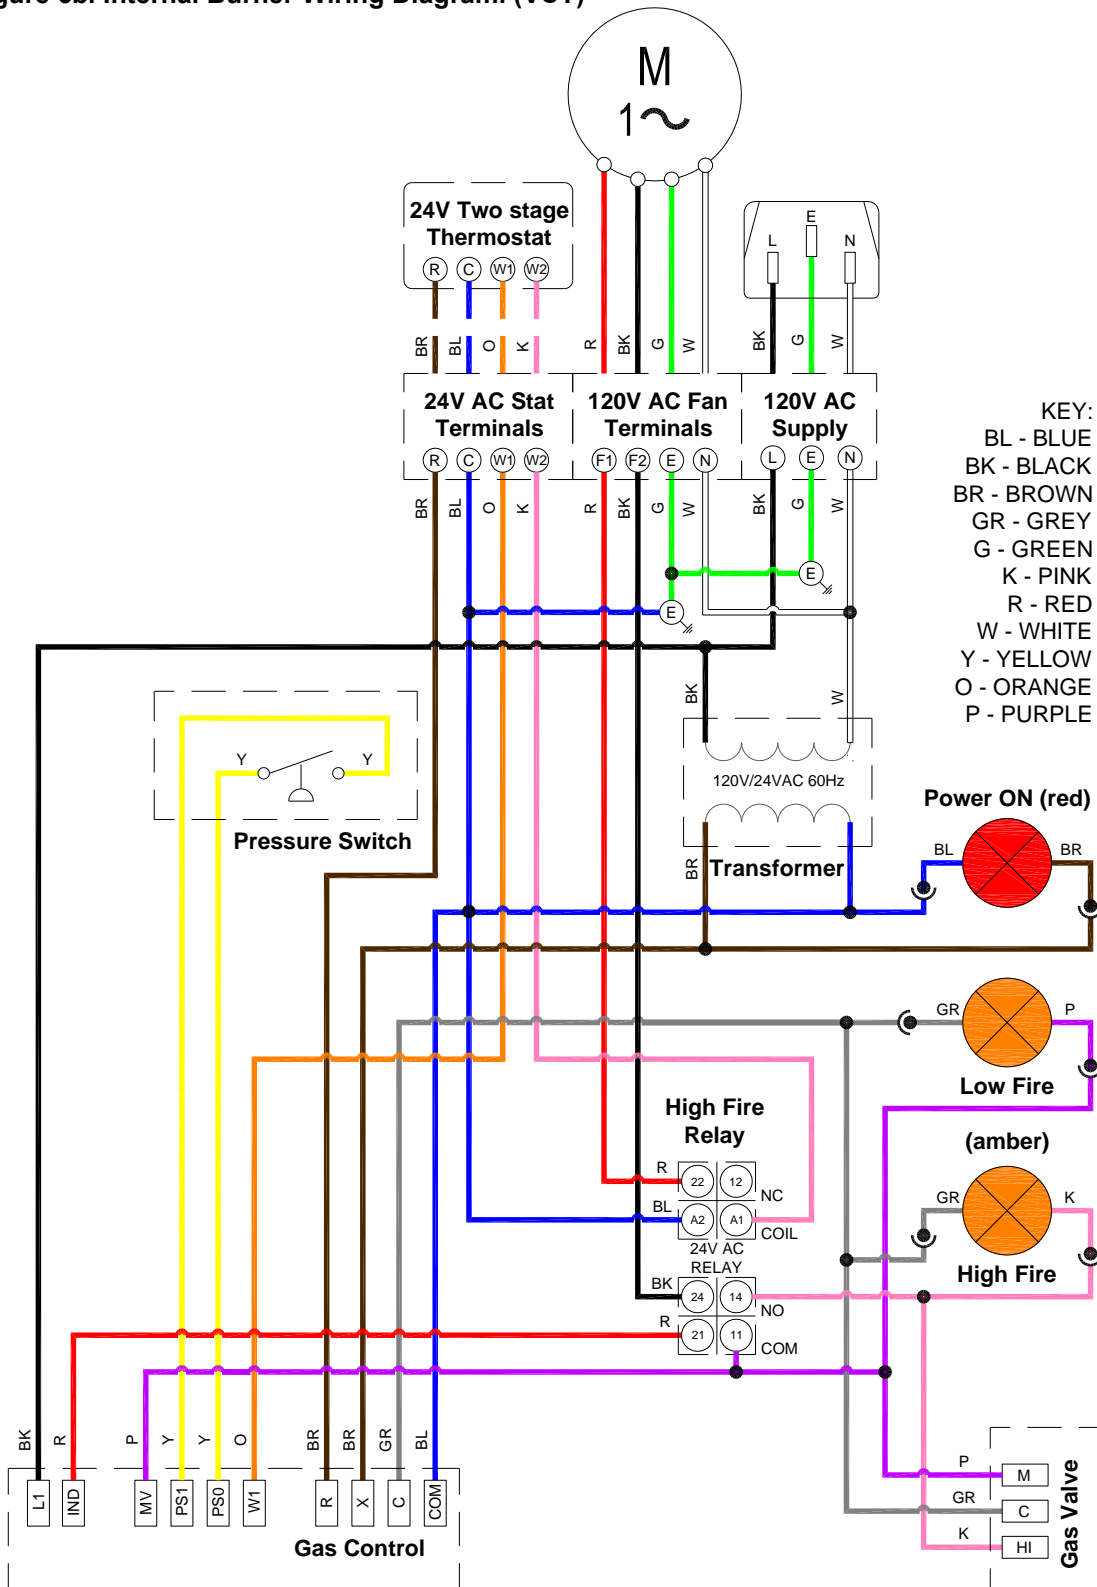 gure 8b. Internal Burner Wiring Diagram. (VCT)
M
1
24V Two stage
Thermostat
R C W1 W2
L E N
BR BL O K R BK G W BK G W
24V AC Stat
Terminals
120V AC Fan
Terminals
120V AC
Supply
R C W1 W2 F1 F2 E N L E N
BR BL O K R BK G W BK G W
E
E
KEY:
BL - BLUE
BK - BLACK
BR - BROWN
GR - GREY
G - GREEN
K - PINK
R - RED
W - WHITE
Y - YELLOW
O - ORANGE
P - PURPLE
BK W
Y Y
Pressure Switch
120V/24VAC 60Hz
Transformer
BR
Power ON (red)
BL BR
GR P
Low Fire
(amber)
GR K
High Fire
High Fire
Relay
R 22 12 NC
BL A2 A1 COIL
24V AC
RELAY
BK 24 14 NO
R 21 11 COM
BK R P Y Y O BR BR GR BL
L1 IND MV PS1 PS0 W1 R X C COM
Gas Control
P M
GR C
K HI
Gas Valve